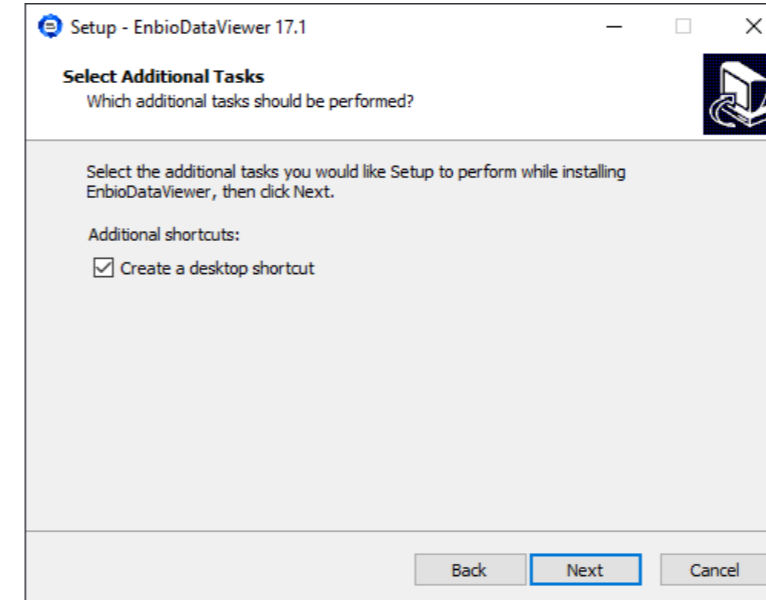 Setup - EnbioDataViewer 17.1
Select Additional Tasks
Which additional tasks should be performed?
Select the additional tasks you would like Setup to perform while installing
EnbioDataViewer, then click Next.
Additional shortcuts:
Create a desktop shortcut
Back Next Cancel